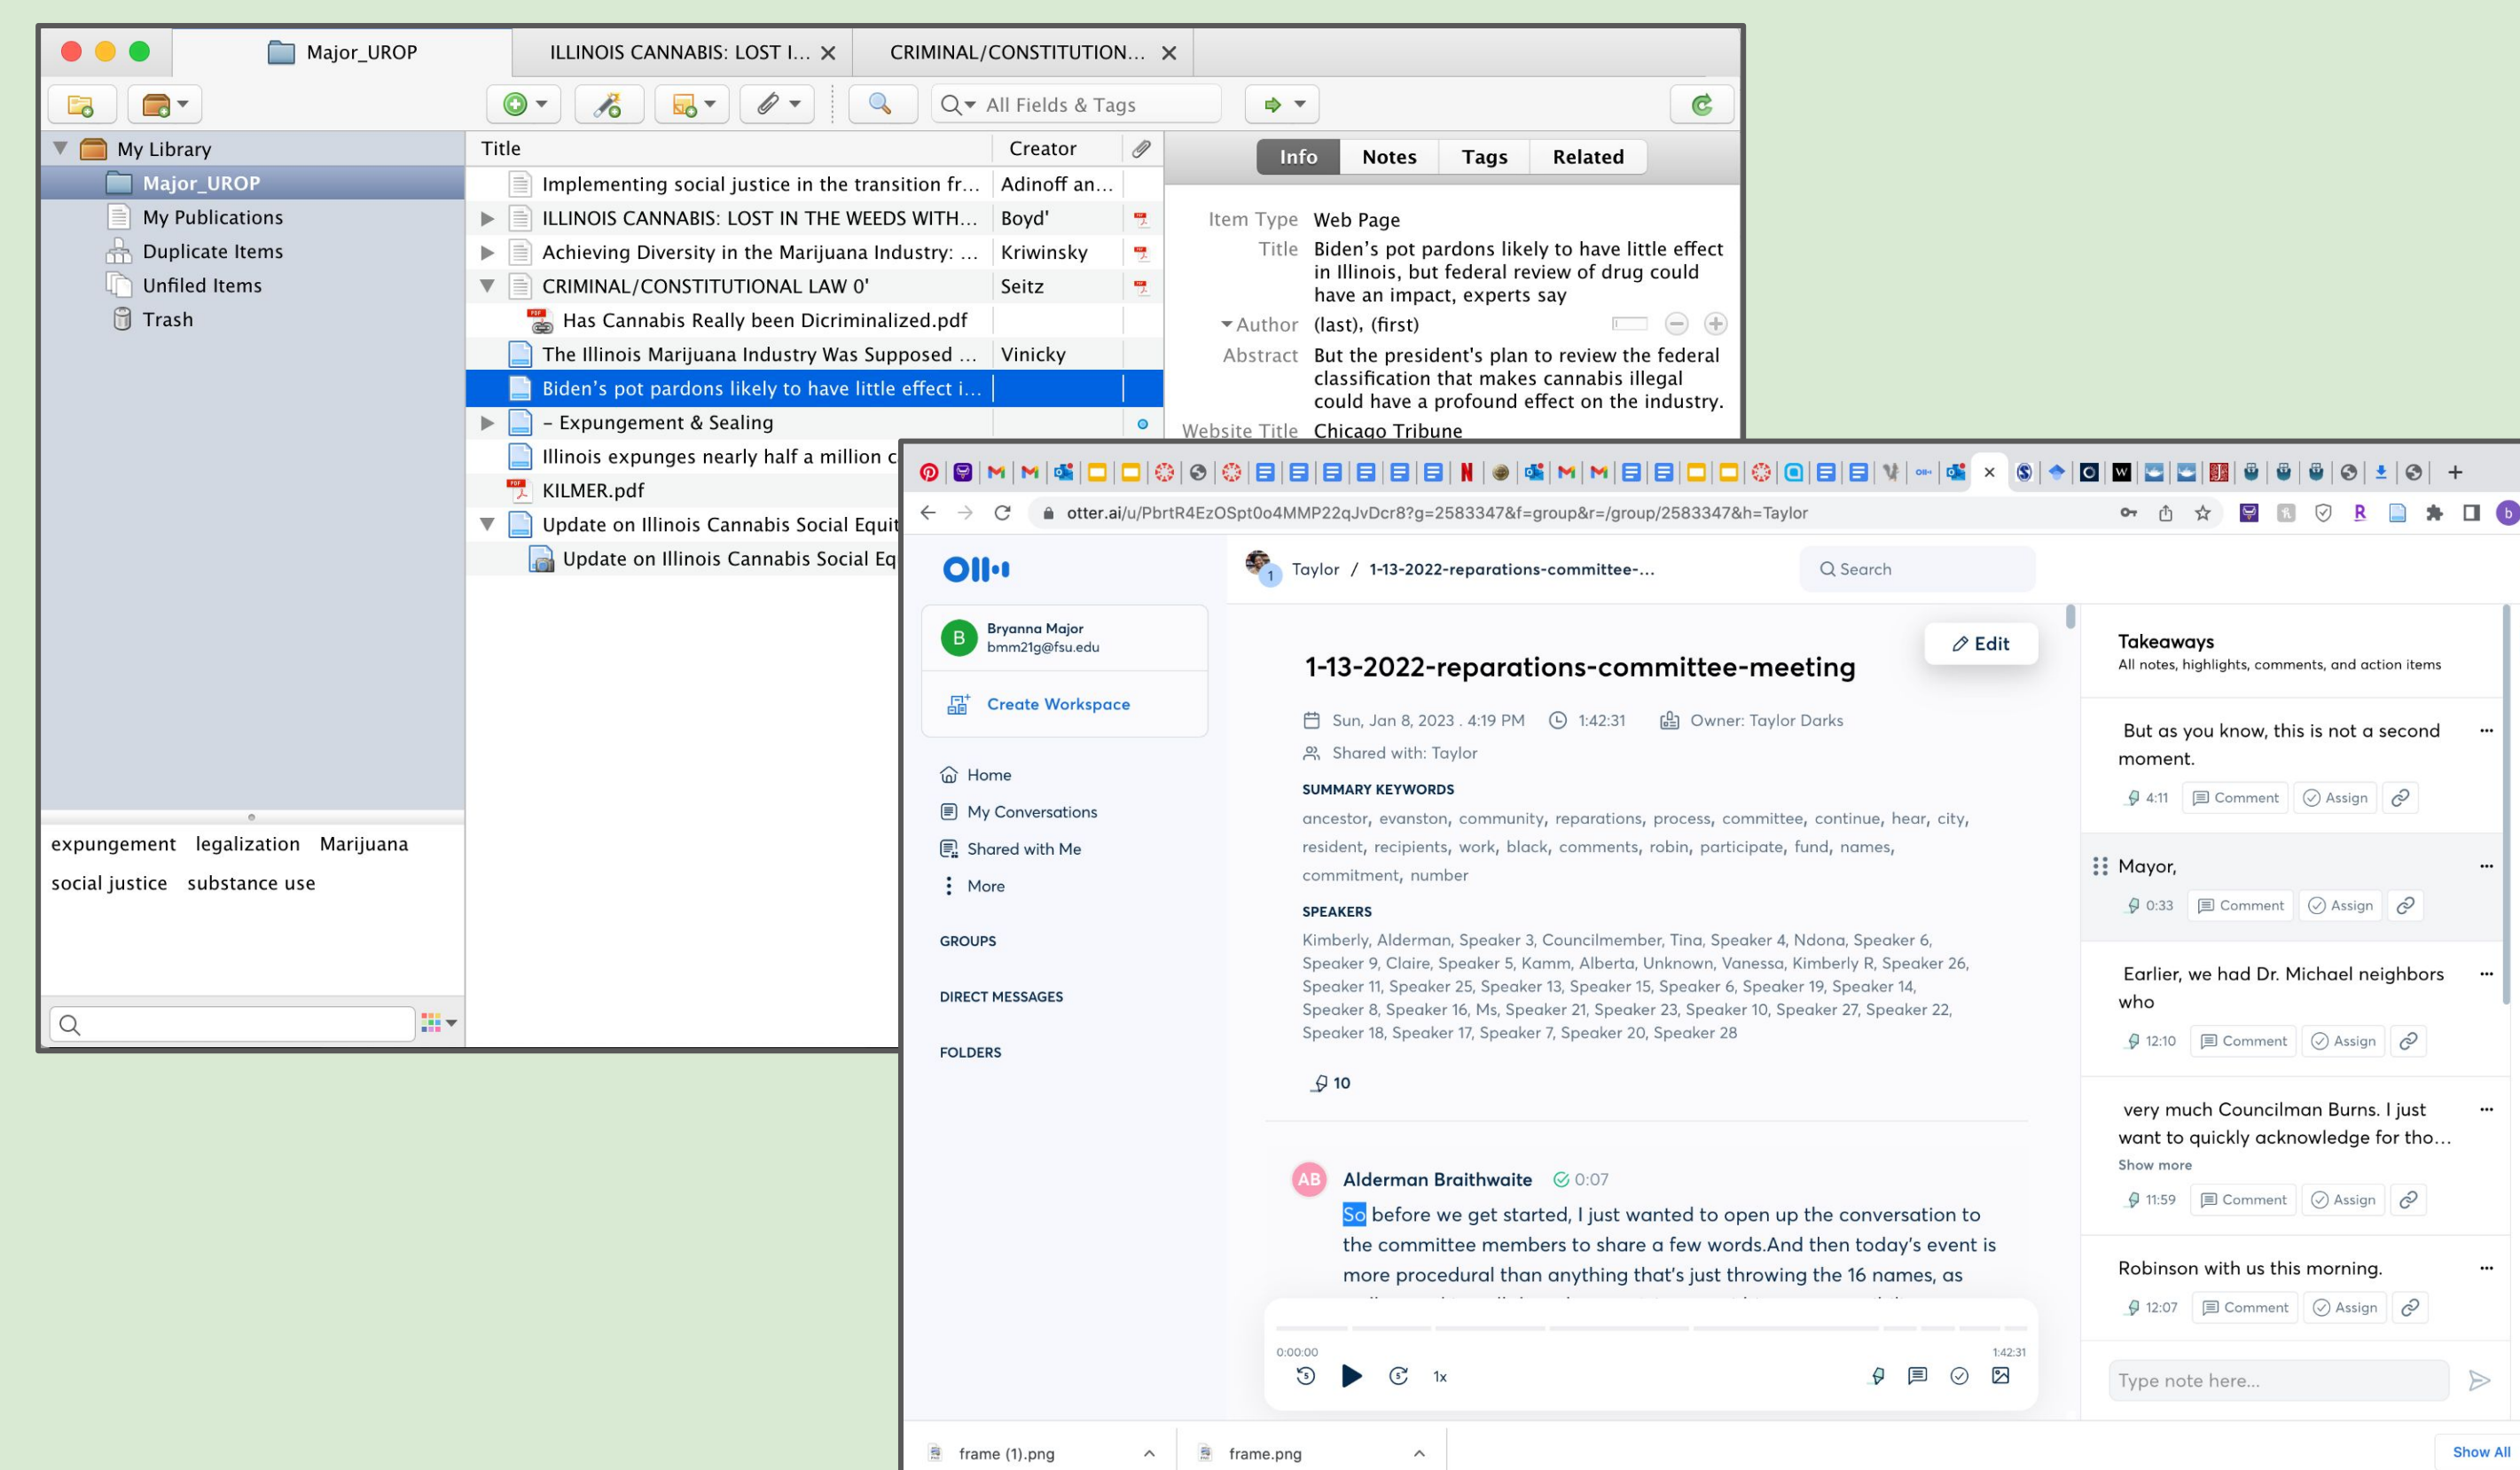 Major_UROP
ILLINOIS CANNABIS: LOST I...
CRIMINAL/CONSTITUTION...
All Fields & Tags
My Library
Major_UROP
My Publications
Duplicate Items
Unfiled Items
Trash
expungement legalization Marijuana
social justice substance use
Title Creator
Implementing social justice in the transition fr... Adinoff an...
ILLINOIS CANNABIS: LOST IN THE WEEDS WITH... Boyd'
Achieving Diversity in the Marijuana Industry: ... Kriwinsky
CRIMINAL/CONSTITUTIONAL LAW 0' Seitz
Has Cannabis Really been Dicriminalized.pdf
The Illinois Marijuana Industry Was Supposed ... Vinicky
Biden's pot pardons likely to have little effect i...
– Expungement & Sealing
Illinois expunges nearly half a million c
KILMER.pdf
Update on Illinois Cannabis Social Equit
Update on Illinois Cannabis Social Eq
Info Notes Tags Related
Item Type Web Page
Title Biden's pot pardons likely to have little effect
in Illinois, but federal review of drug could
have an impact, experts say
Author (last), (first)
Abstract But the president's plan to review the federal
classification that makes cannabis illegal
could have a profound effect on the industry.
Website Title Chicago Tribune
otter.ai/u/PbrtR4EzOSpt0o4MMP22qJvDcr8?g=2583347&f=group&r=/group/2583347&h=Taylor
b
B
Bryanna Major
bmm21g@fsu.edu
Create Workspace
Home
My Conversations
Shared with Me
More
GROUPS
DIRECT MESSAGES
FOLDERS
1
Taylor / 1-13-2022-reparations-committee-...
Search
Edit
1-13-2022-reparations-committee-meeting
Sun, Jan 8, 2023 . 4:19 PM 1:42:31 Owner: Taylor Darks
Shared with: Taylor
SUMMARY KEYWORDS
ancestor, evanston, community, reparations, process, committee, continue, hear, city,
resident, recipients, work, black, comments, robin, participate, fund, names,
commitment, number
SPEAKERS
Kimberly, Alderman, Speaker 3, Councilmember, Tina, Speaker 4, Ndona, Speaker 6,
Speaker 9, Claire, Speaker 5, Kamm, Alberta, Unknown, Vanessa, Kimberly R, Speaker 26,
Speaker 11, Speaker 25, Speaker 13, Speaker 15, Speaker 6, Speaker 19, Speaker 14,
Speaker 8, Speaker 16, Ms, Speaker 21, Speaker 23, Speaker 10, Speaker 27, Speaker 22,
Speaker 18, Speaker 17, Speaker 7, Speaker 20, Speaker 28
10
AB
Alderman Braithwaite 0:07
So before we get started, I just wanted to open up the conversation to
the committee members to share a few words.And then today's event is
more procedural than anything that's just throwing the 16 names, as
0:00:00 1:42:31
5 5 1x
Takeaways
All notes, highlights, comments, and action items
But as you know, this is not a second
moment.
4:11 Comment Assign
Mayor,
0:33 Comment Assign
Earlier, we had Dr. Michael neighbors
who
12:10 Comment Assign
very much Councilman Burns. I just
want to quickly acknowledge for tho...
Show more
11:59 Comment Assign
Robinson with us this morning.
12:07 Comment Assign
Type note here...
frame (1).png
frame.png
Show All